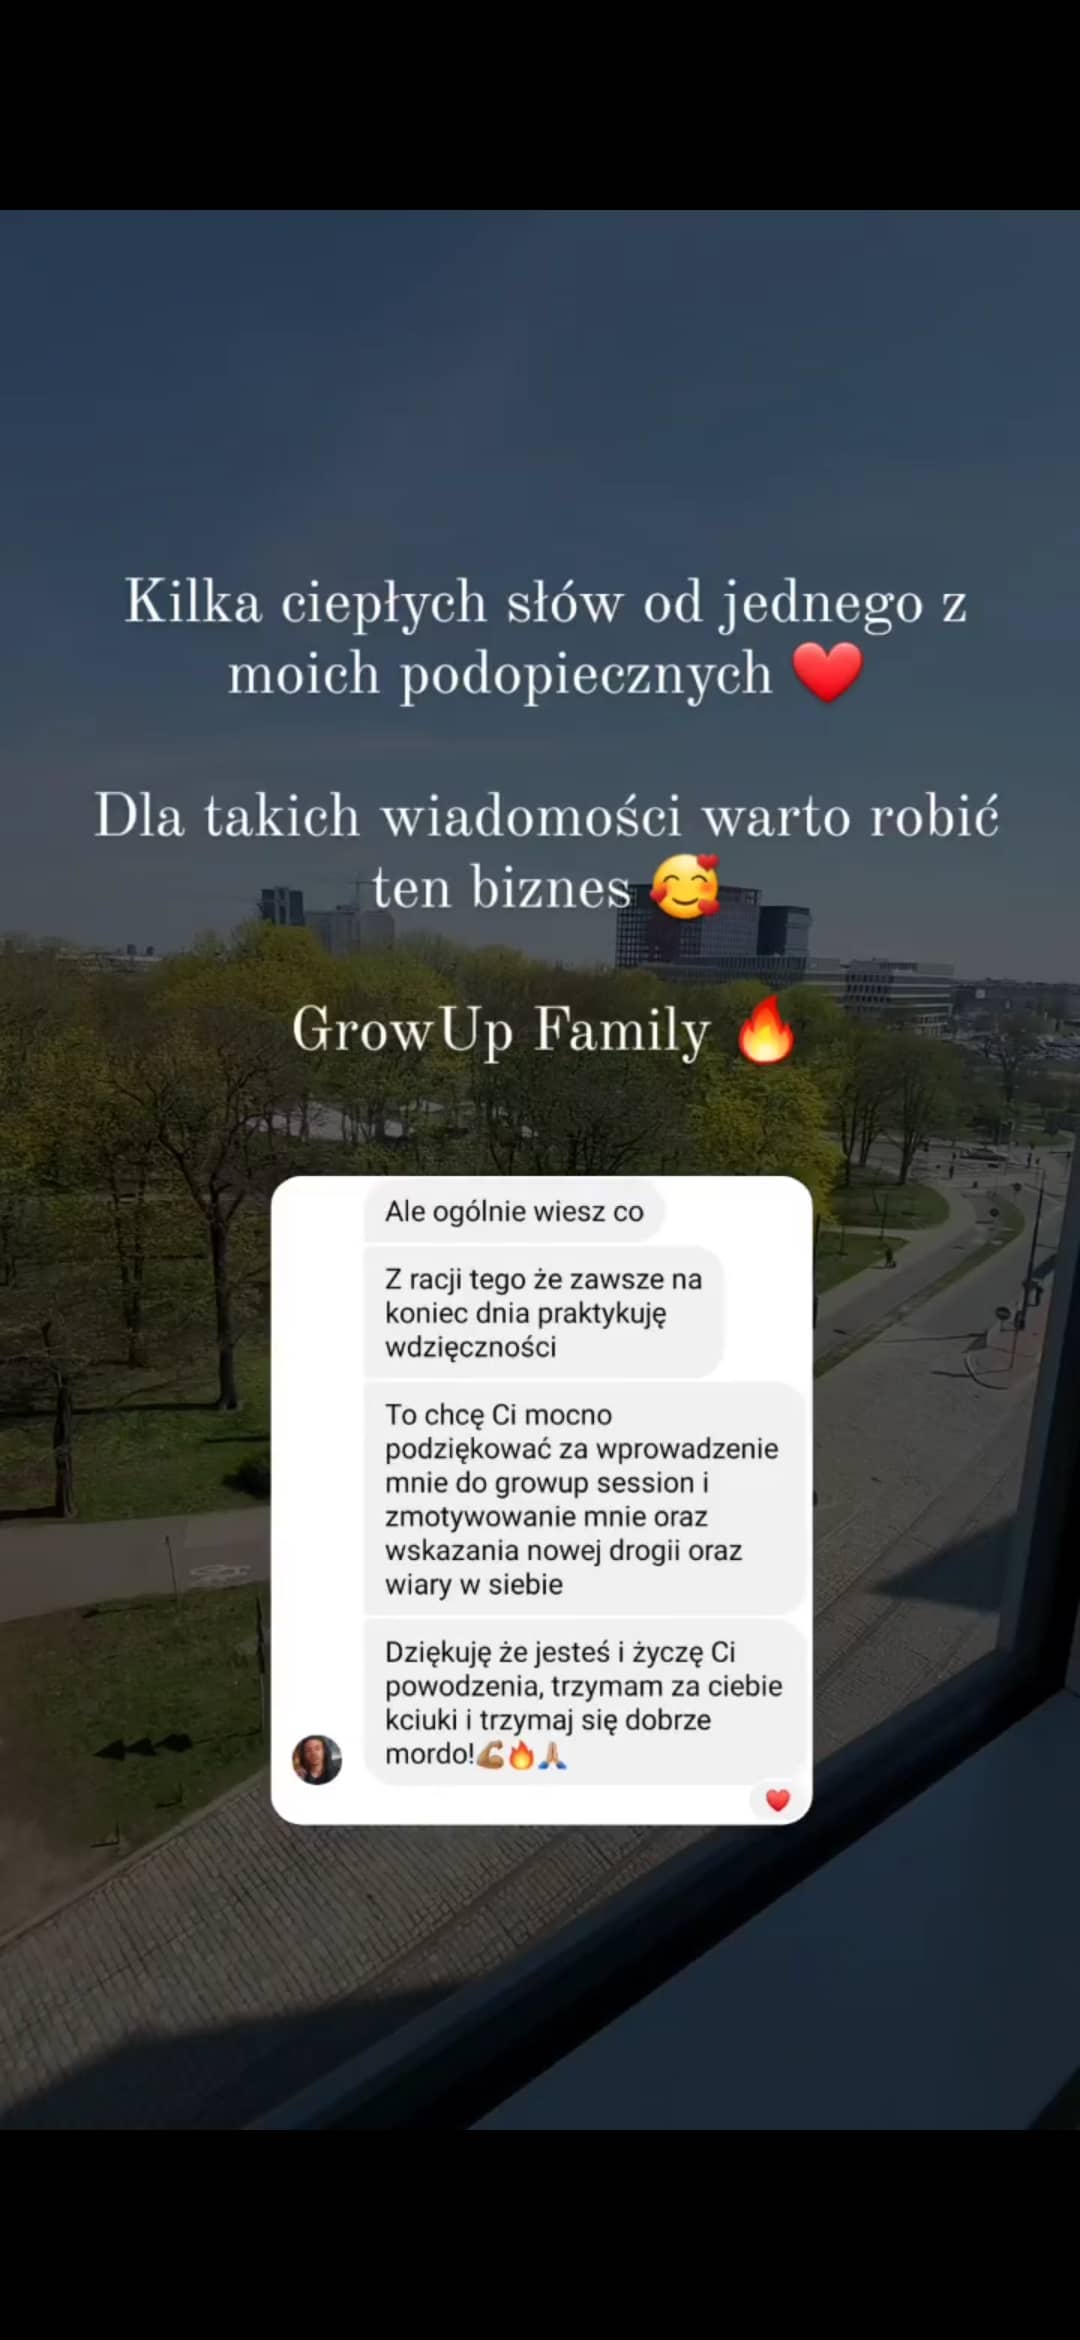 Kilka ciepłych słów od jednego z
moich podopiecznych ❤️
Dla takich wiadomości warto robić
ten biznes 🥰
GrowUp Family 🔥
Ale ogólnie wiesz co
Z racji tego że zawsze na
koniec dnia praktykuję
wdzięczności
To chcę Ci mocno
podziękować za wprowadzenie
mnie do growup session i
zmotywowanie mnie oraz
wskazania nowej drogii oraz
wiary w siebie
Dziękuję że jesteś i życzę Ci
powodzenia, trzymam za ciebie
kciuki i trzymaj się dobrze
mordo!💪🏽🔥🙏🏽
❤️